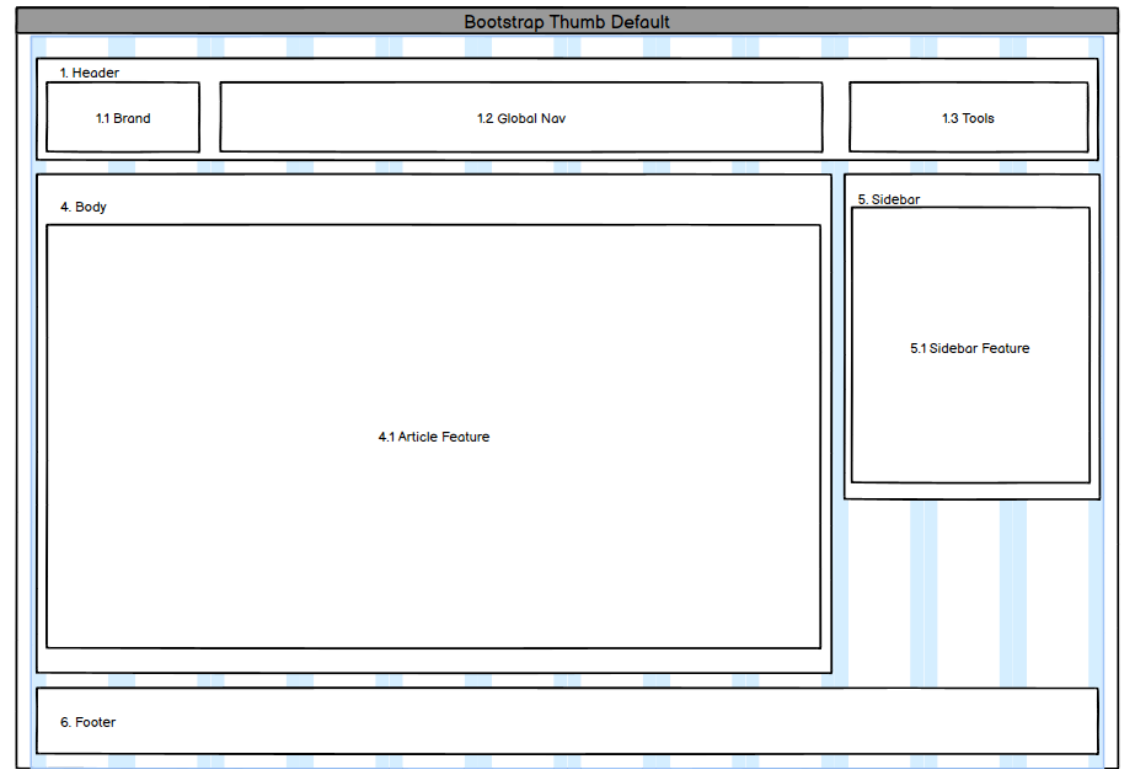 Bootstrap Thumb Default
1. Header
1.1 Brand
1.2 Global Nav
1.3 Tools
4. Body
5. Sidebar
5.1 Sidebar Feature
4.1 Article Feature
6. Footer